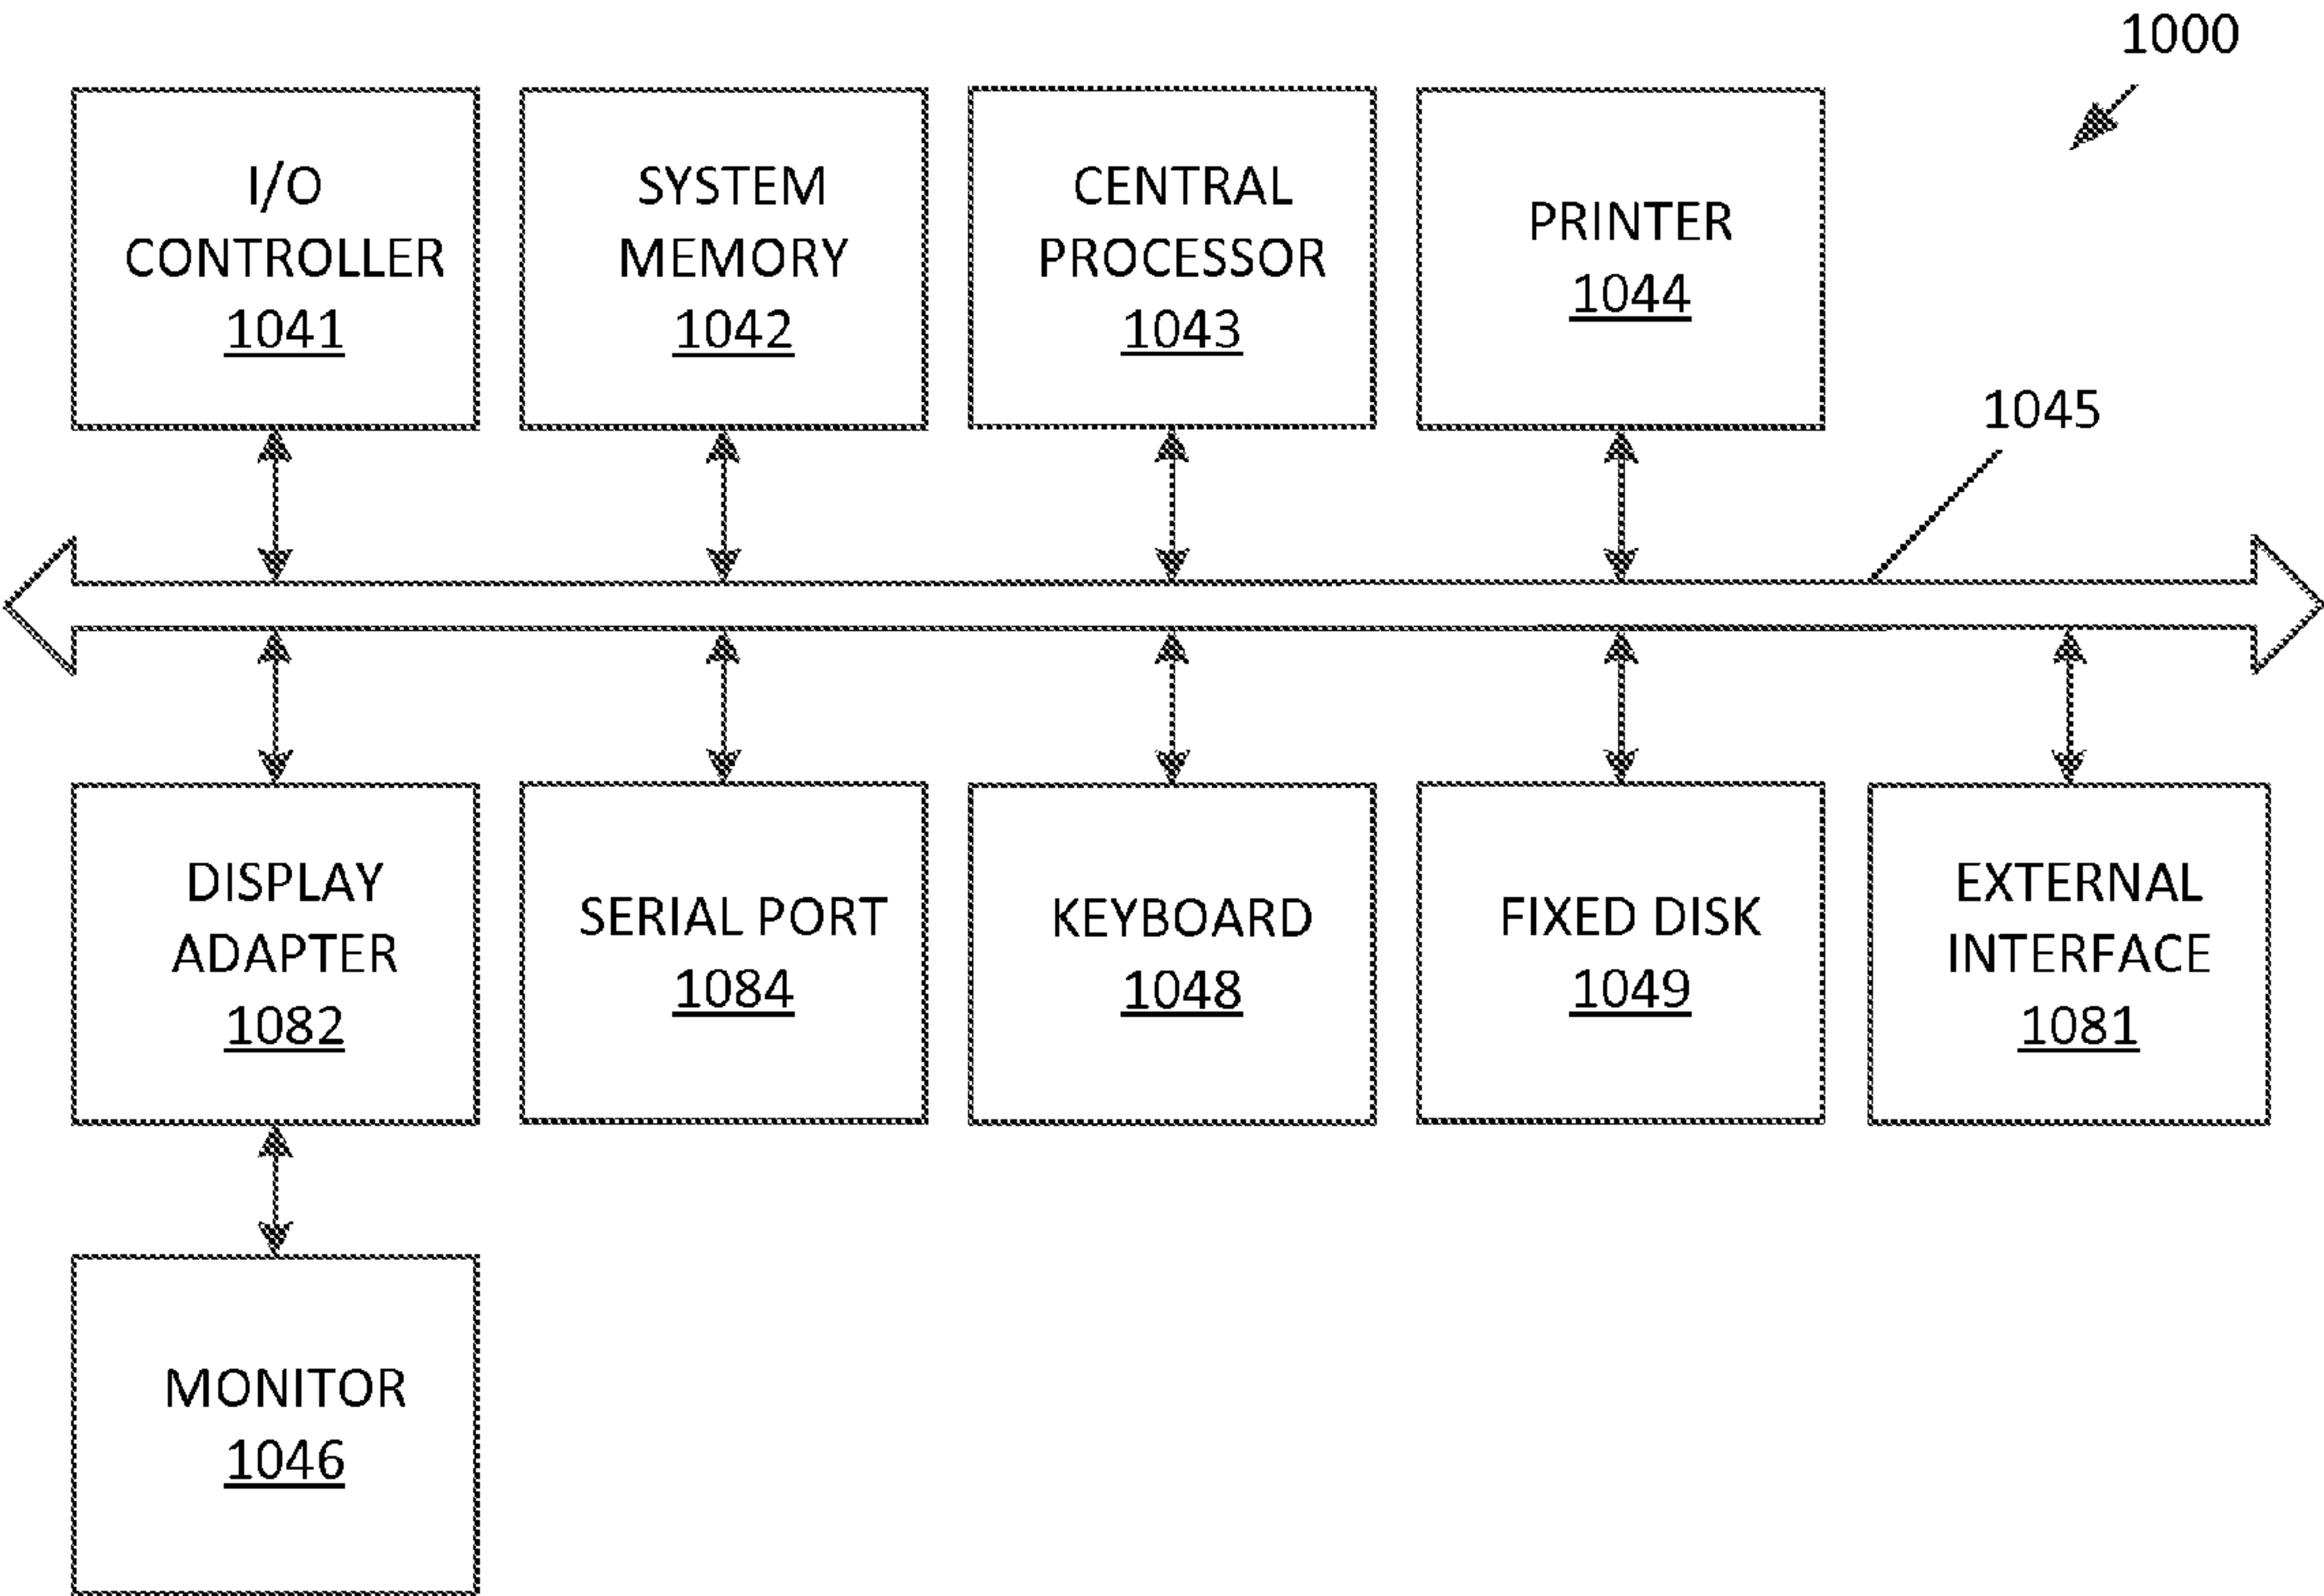 1000
I/O
CONTROLLER
1041
SYSTEM
MEMORY
1042
CENTRAL
PROCESSOR
1043
PRINTER
1044
1045
DISPLAY
ADAPTER
1082
SERIAL PORT
1084
KEYBOARD
1048
FIXED DISK
1049
EXTERNAL
INTERFACE
1081
MONITOR
1046